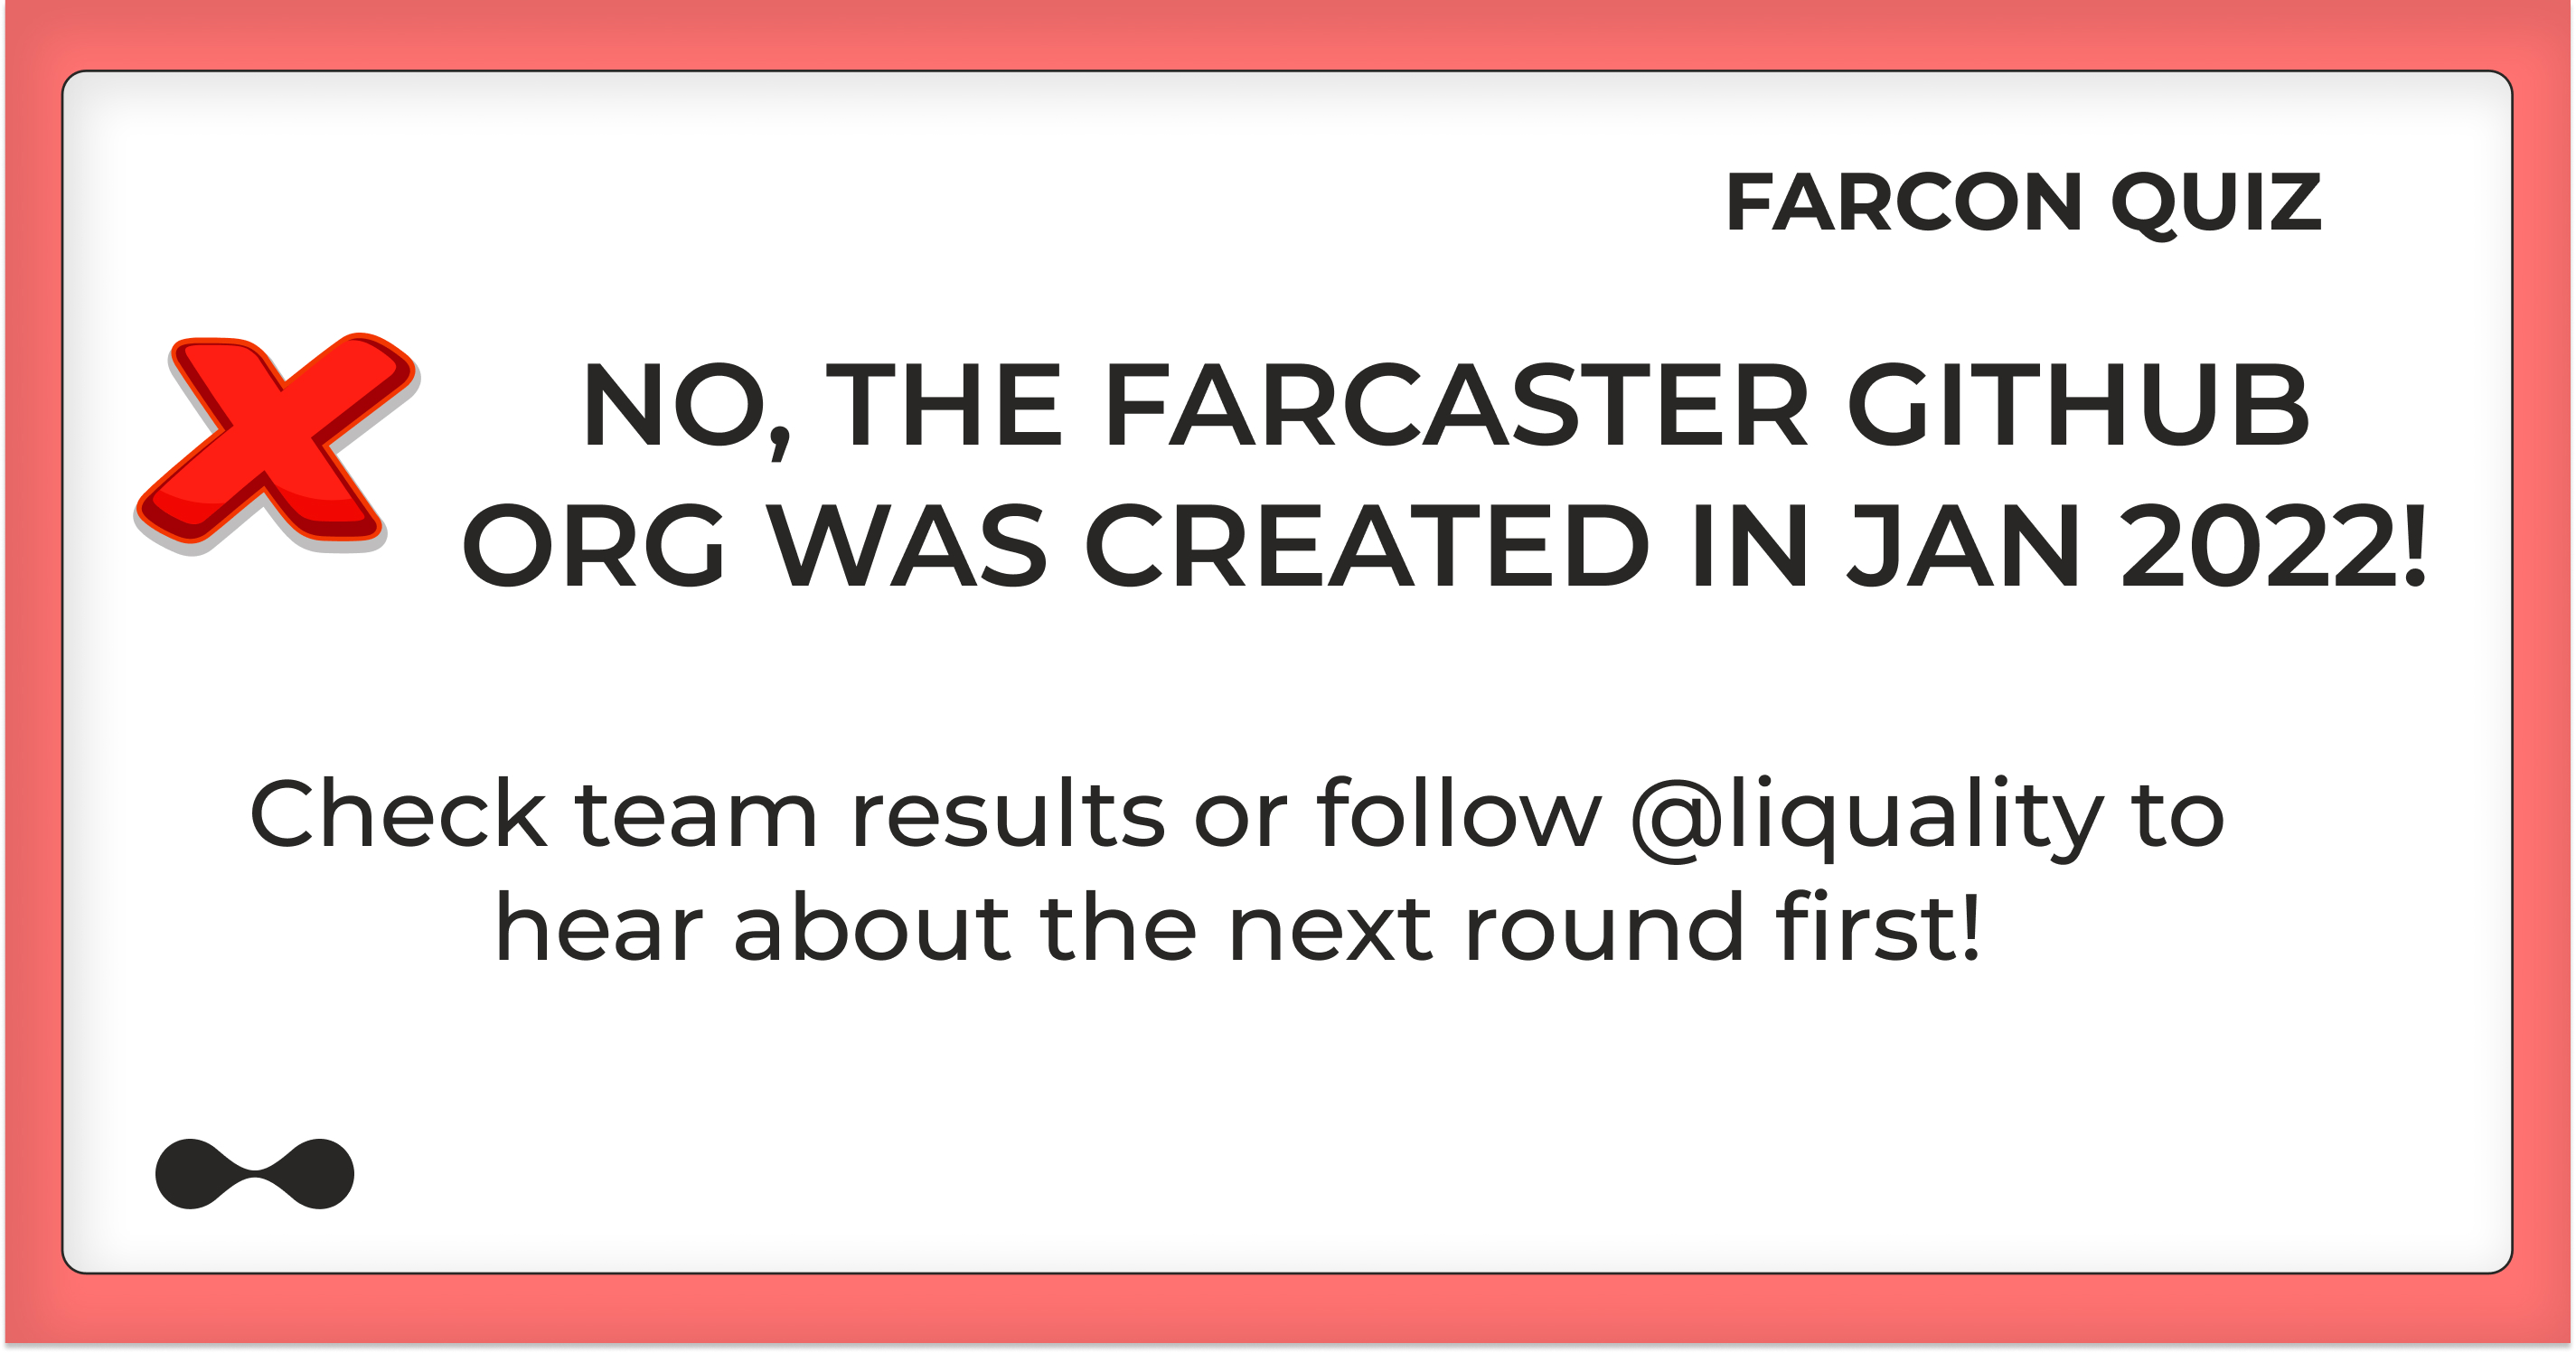 FARCON QUIZ
NO, THE FARCASTER GITHUB
ORG WAS CREATED IN JAN 2022!
Check team results or follow @liquality to
hear about the next round first!